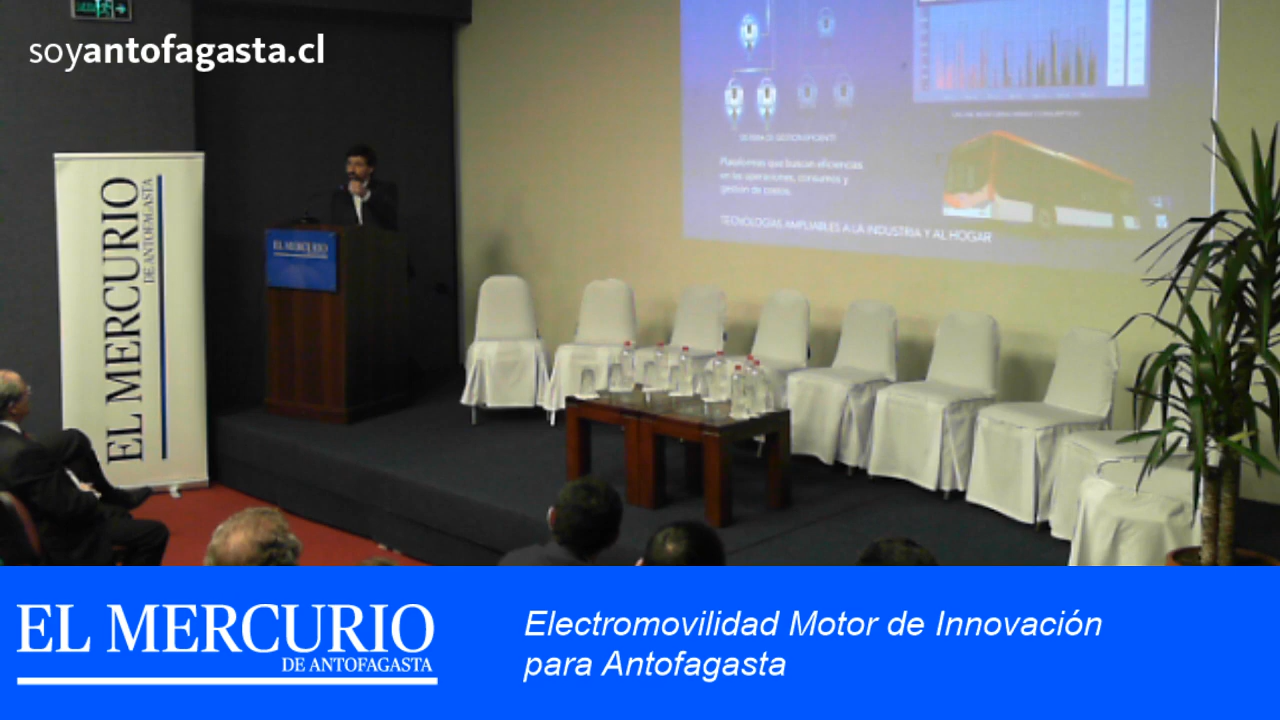 soyantofagasta.cl
EL MERCURIO
DE ANTOFAGASTA
EL MERCURIO
Plataformas que buscan eficiencias
en las operaciones, consumos y
gestión de costos.
TECNOLOGÍAS AMPLIABLES A LA INDUSTRIA Y AL HOGAR
EL MERCURIO
DE ANTOFAGASTA
Electromovilidad Motor de Innovación
para Antofagasta